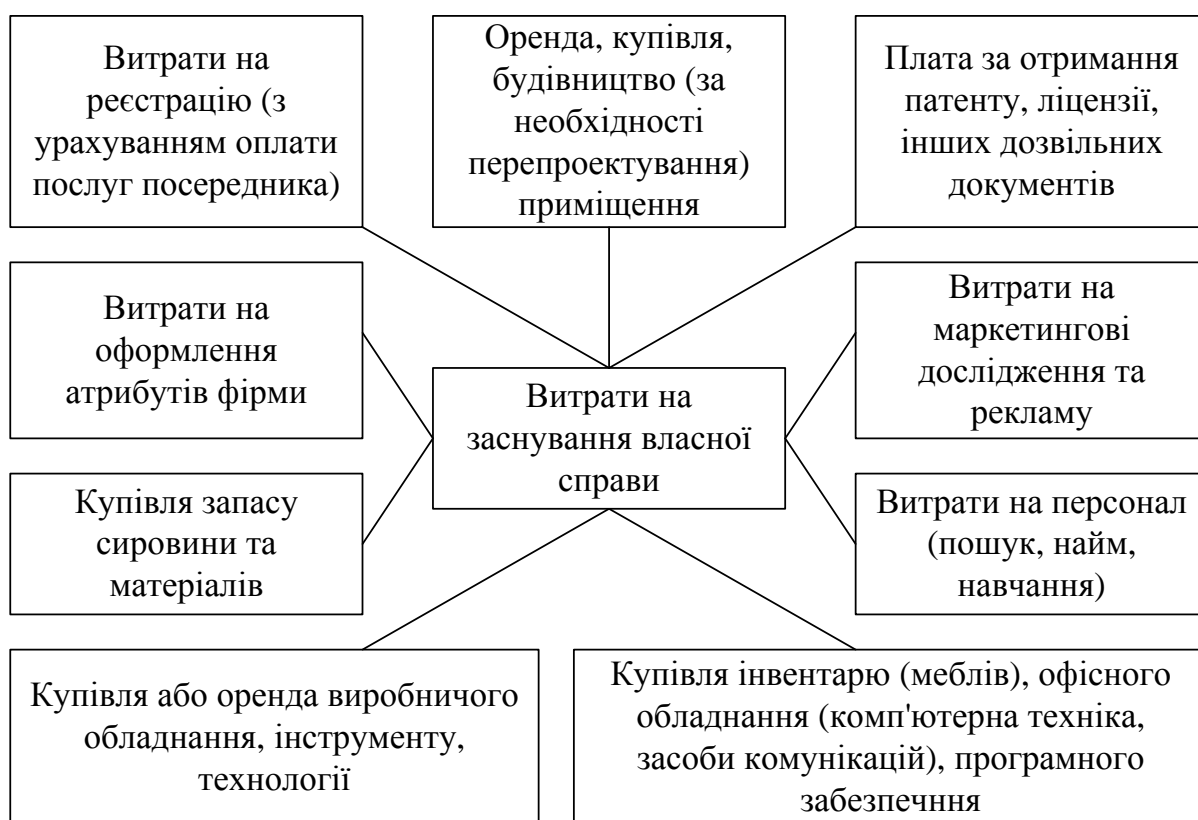 Витрати на
реєстрацію (з
урахуванням оплати
послуг посередника)
Оренда, купівля,
будівництво (за
необхідності
перепроектування)
приміщення
Плата за отримання
патенту, ліцензії,
інших дозвільних
документів
Витрати на
оформлення
атрибутів фірми
Витрати на
заснування власної
справи
Витрати на
маркетингові
дослідження та
рекламу
Купівля запасу
сировини та
матеріалів
Витрати на персонал
(пошук, найм,
навчання)
Купівля або оренда виробничого
обладнання, інструменту,
технології
Купівля інвентарю (меблів), офісного
обладнання (комп'ютерна техніка,
засоби комунікацій), програмного
забезпечння